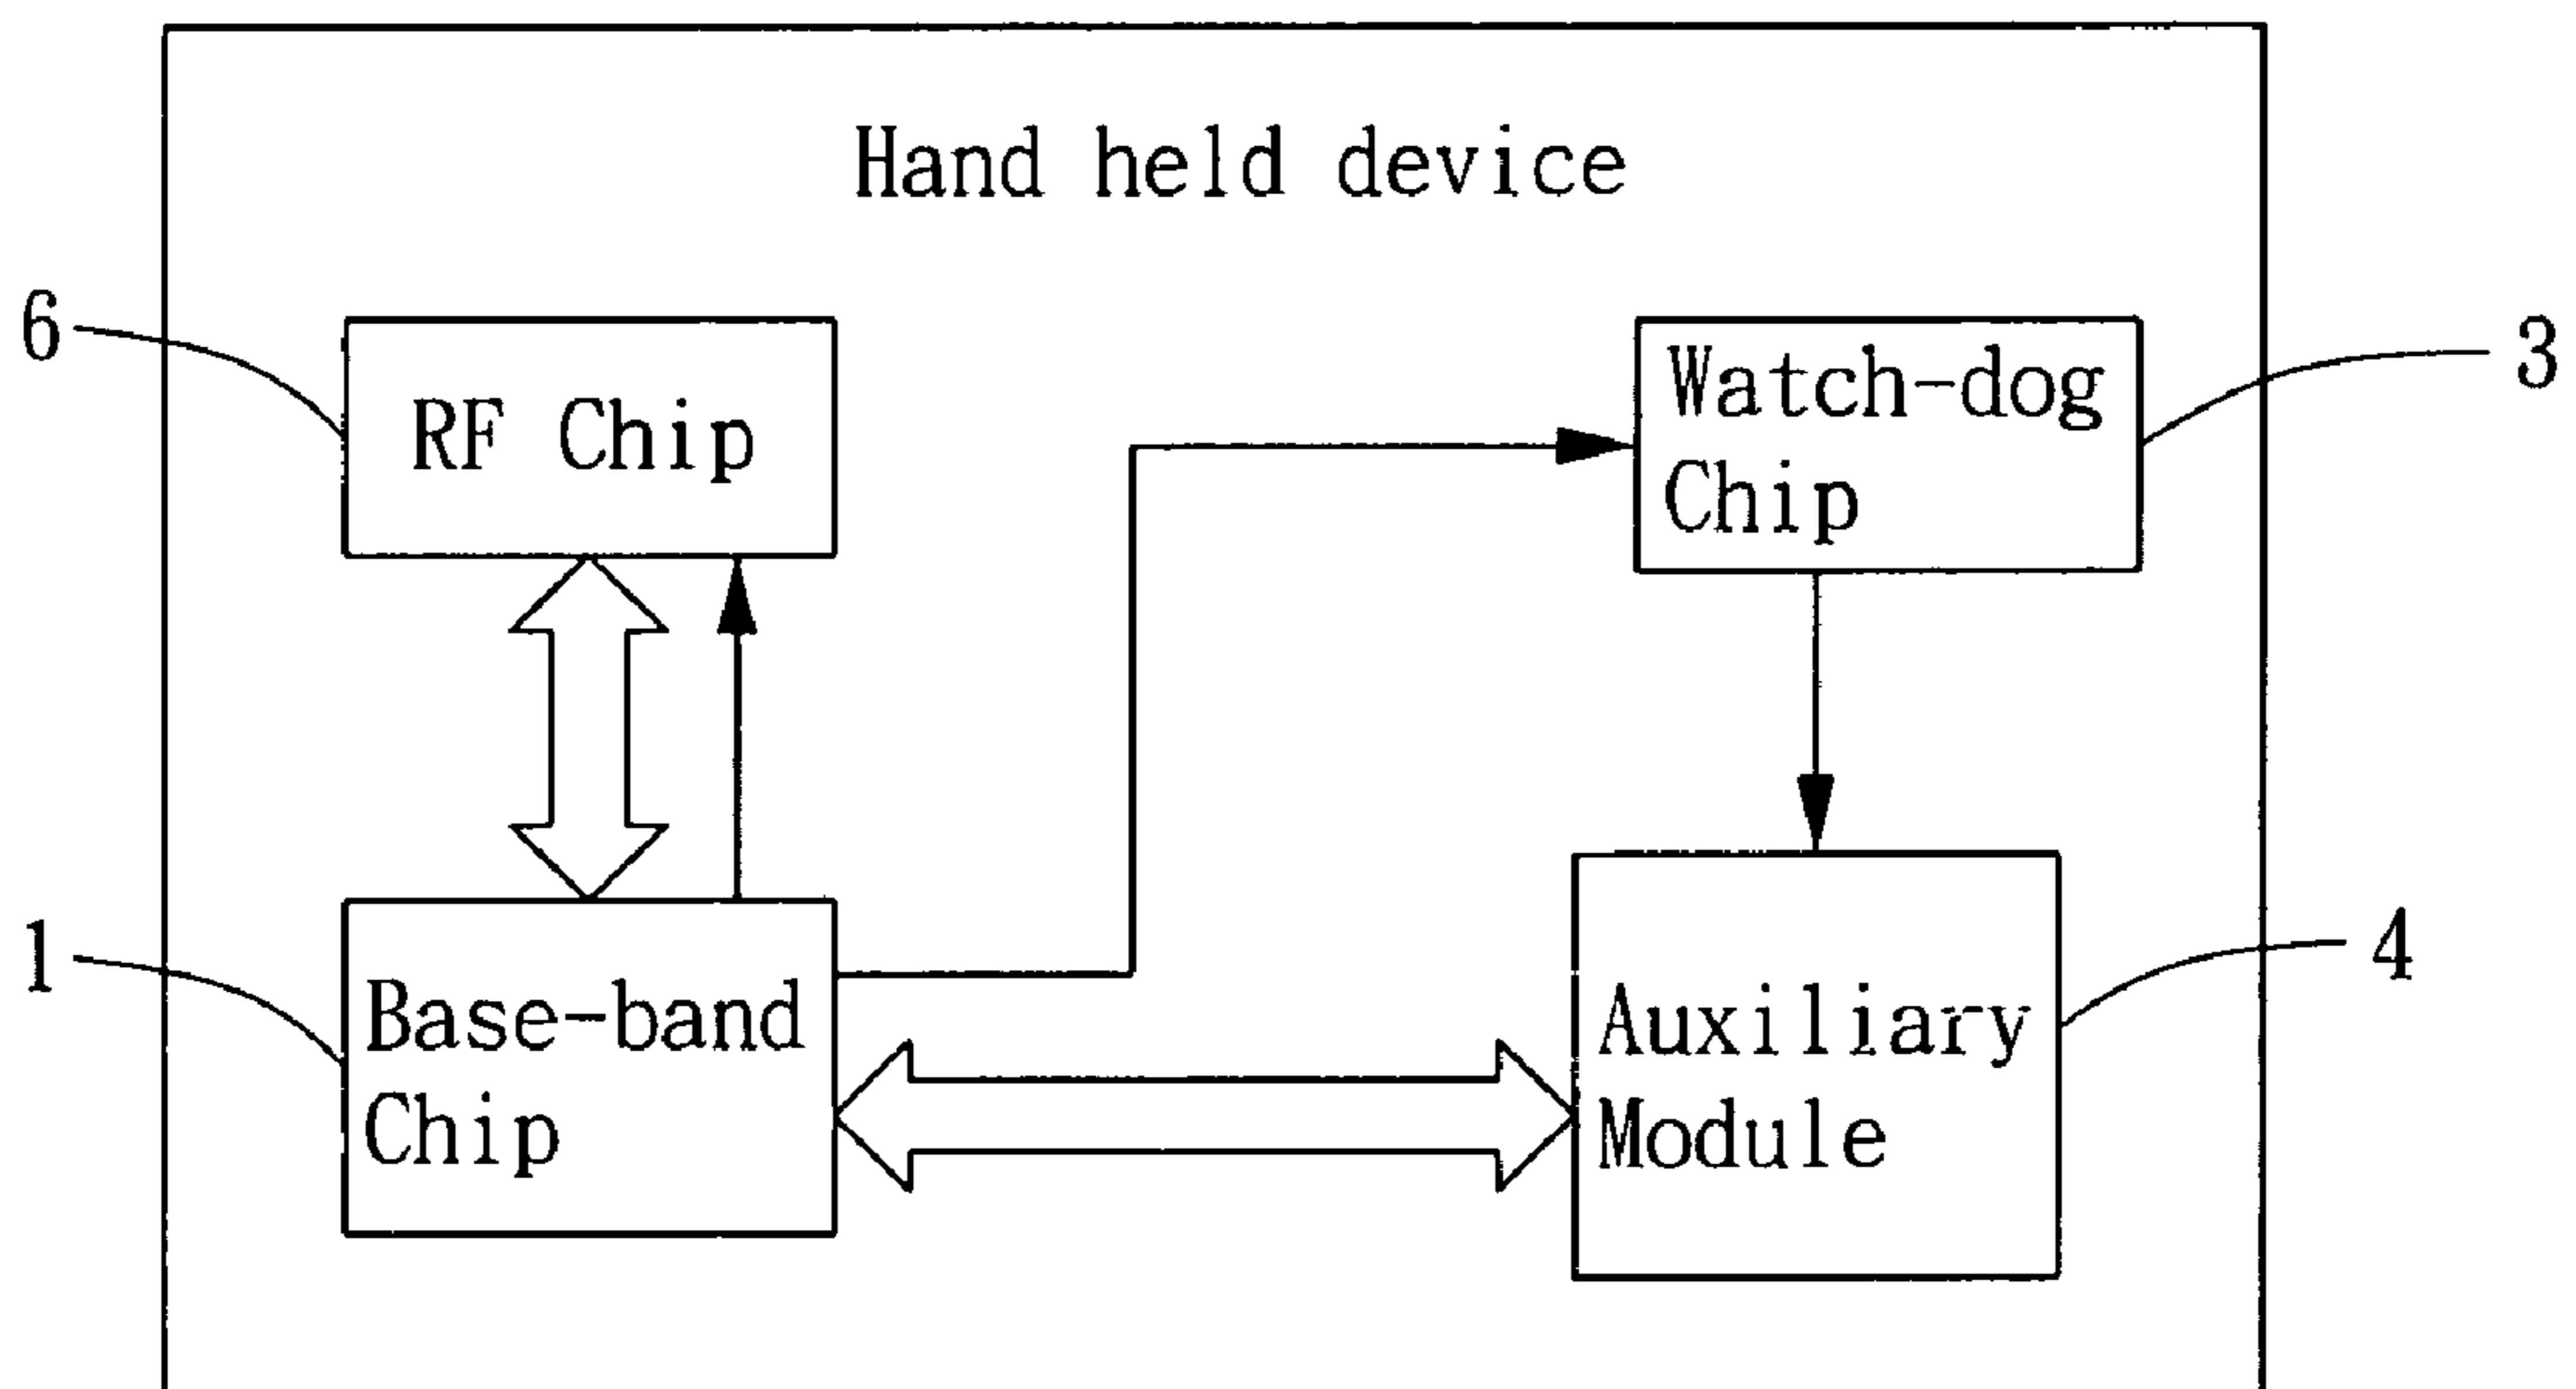 Hand held device
6
RF Chip
Watch-dog
Chip
3
1
Base-band
Chip
Auxiliary
Module
4